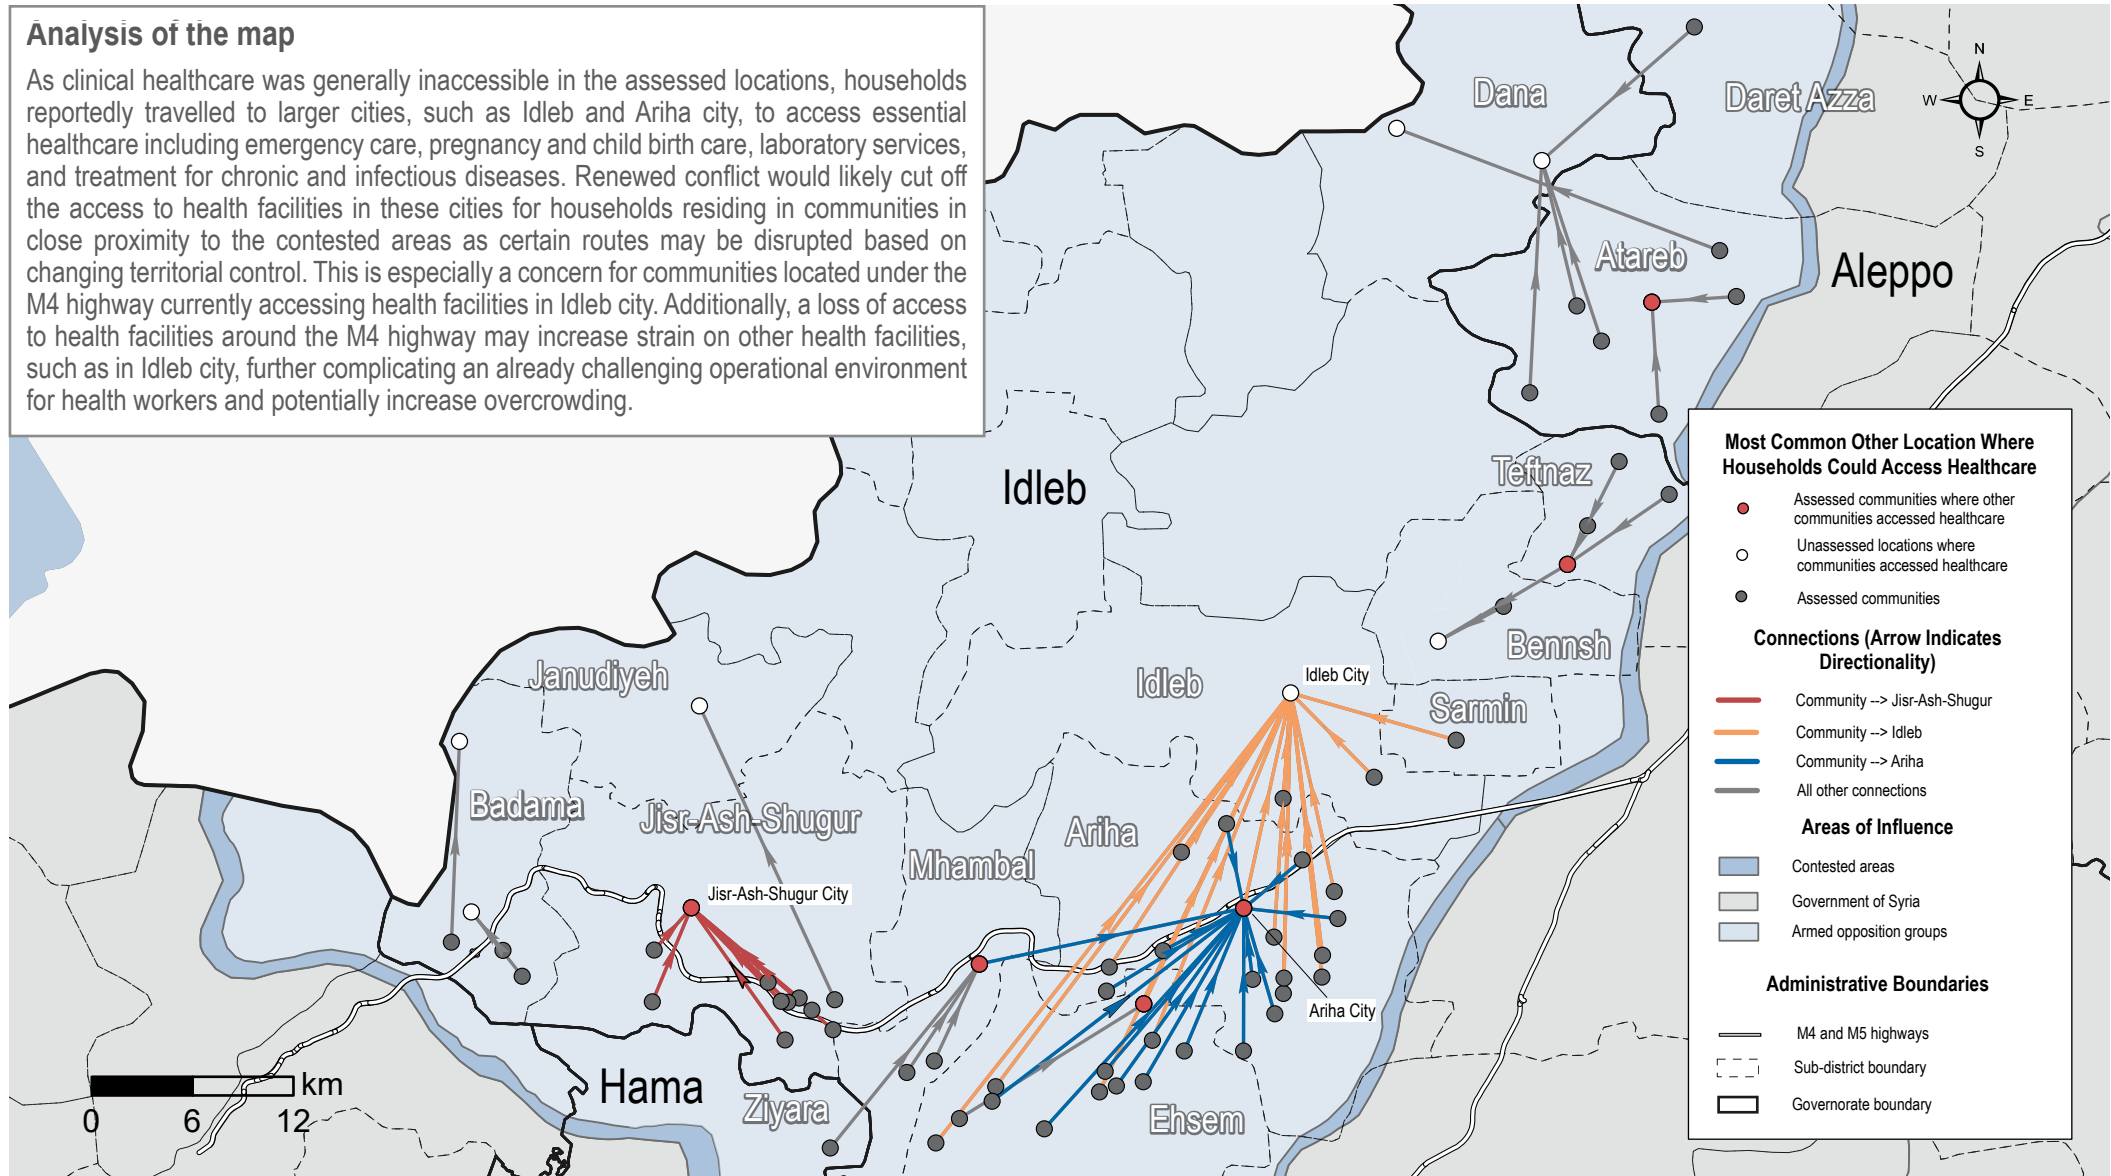 Analysis of the map
As clinical healthcare was generally inaccessible in the assessed locations, households
reportedly travelled to larger cities, such as Idleb and Ariha city, to access essential
healthcare including emergency care, pregnancy and child birth care, laboratory services,
and treatment for chronic and infectious diseases. Renewed conflict would likely cut off
the access to health facilities in these cities for households residing in communities in
close proximity to the contested areas as certain routes may be disrupted based on
changing territorial control. This is especially a concern for communities located under the
M4 highway currently accessing health facilities in Idleb city. Additionally, a loss of access
to health facilities around the M4 highway may increase strain on other health facilities,
such as in Idleb city, further complicating an already challenging operational environment
for health workers and potentially increase overcrowding.
Dana
Daret Azza
N
W
E
S
Atareb
Aleppo
Teftnaz
Idleb
Bennsh
Janudiyeh
Idleb
Idleb City
Sarmin
Badama
Jisr-Ash-Shugur
Ariha
Mhambal
Jisr-Ash-Shugur City
Ariha City
Hama
Ziyara
Ehsem
km
0
6
12
Most Common Other Location Where
Households Could Access Healthcare
Assessed communities where other
communities accessed healthcare
Unassessed locations where
communities accessed healthcare
Assessed communities
Connections (Arrow Indicates
Directionality)
Community --> Jisr-Ash-Shugur
Community --> Idleb
Community --> Ariha
All other connections
Areas of Influence
Contested areas
Government of Syria
Armed opposition groups
Administrative Boundaries
M4 and M5 highways
Sub-district boundary
Governorate boundary